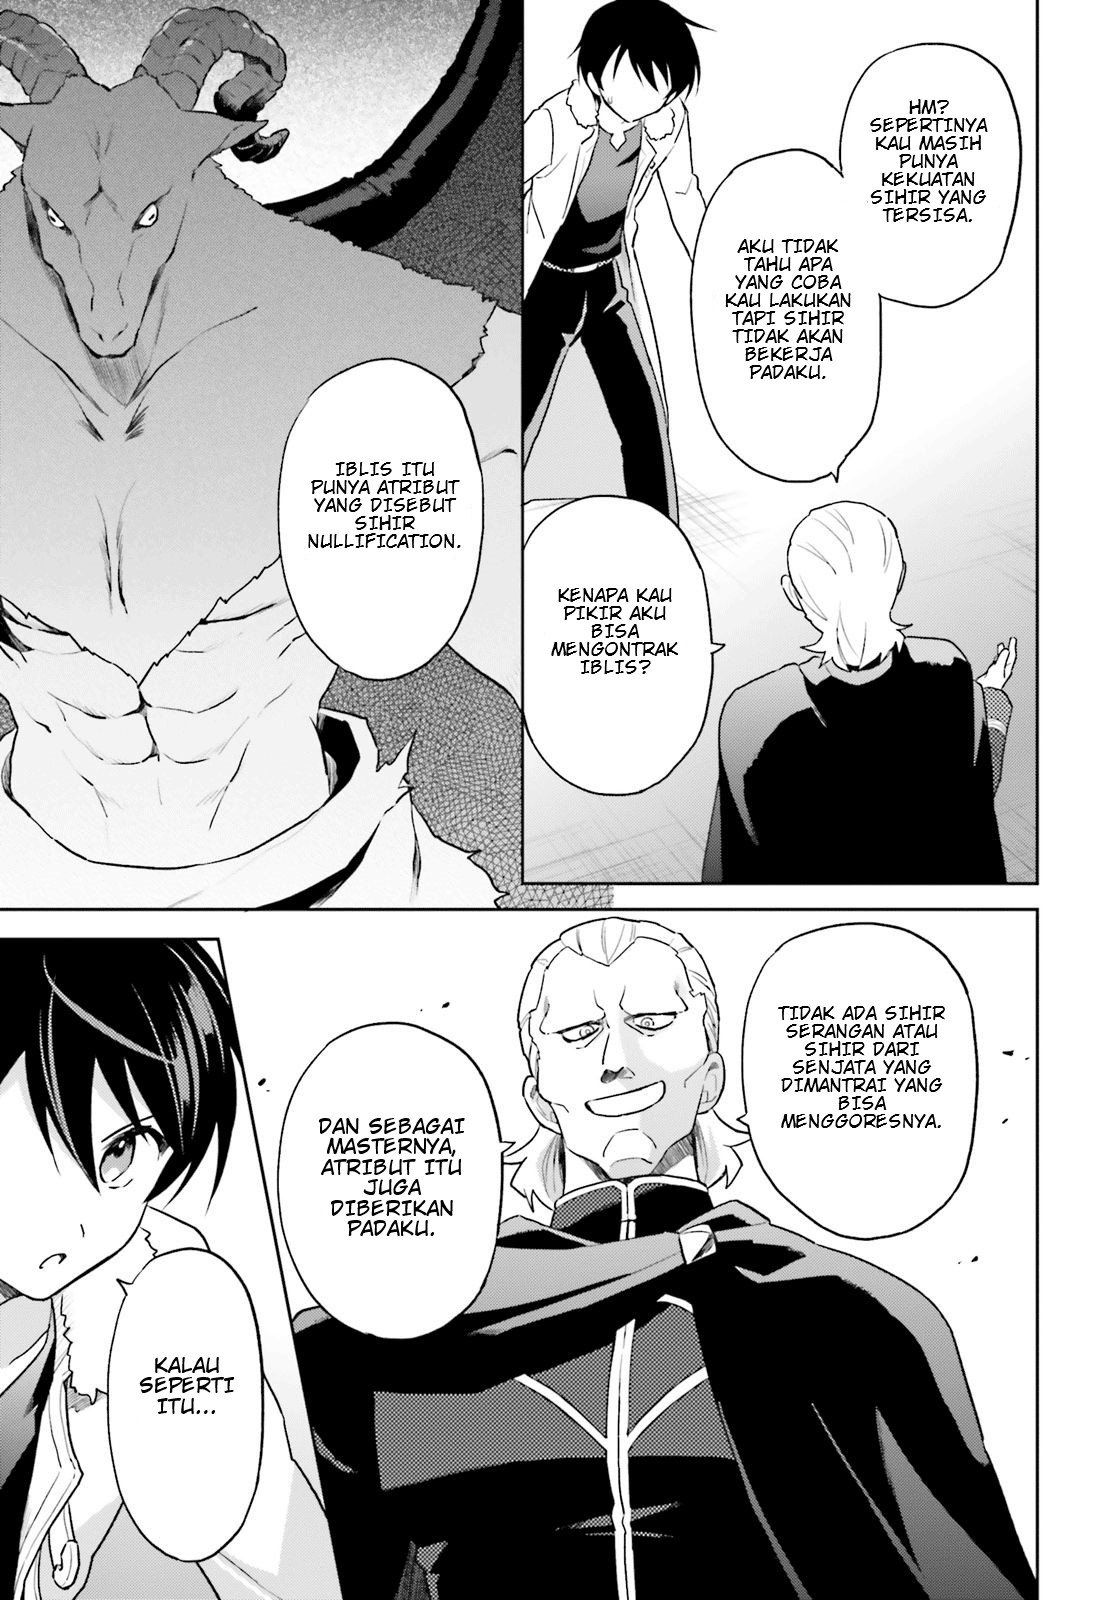 HM?
SEPERTINYA
KAU MASIH
PUNYA
KEKUATAN
SIHIR YANG
TERSISA.
AKU TIDAK
TAHU APA
YANG COBA
KAU LAKUKAN
TAPI SIHIR
TIDAK AKAN
BEKERJA
PADAKU.
KENAPA KAU
PIKIR AKU
BISA
MENGONTRAK
IBLIS?
IBLIS ITU
PUNYA ATRIBUT
YANG DISEBUT
SIHIR
NULLIFICATION.
TIDAK ADA SIHIR
SERANGAN ATAU
SIHIR DARI
SENJATA YANG
DIMANTRAI YANG
BISA
MENGGORESNYA.
DAN SEBAGAI
MASTERNYA,
ATRIBUT ITU
JUGA
DIBERIKAN
PADAKU.
KALAU
SEPERTI
ITU...